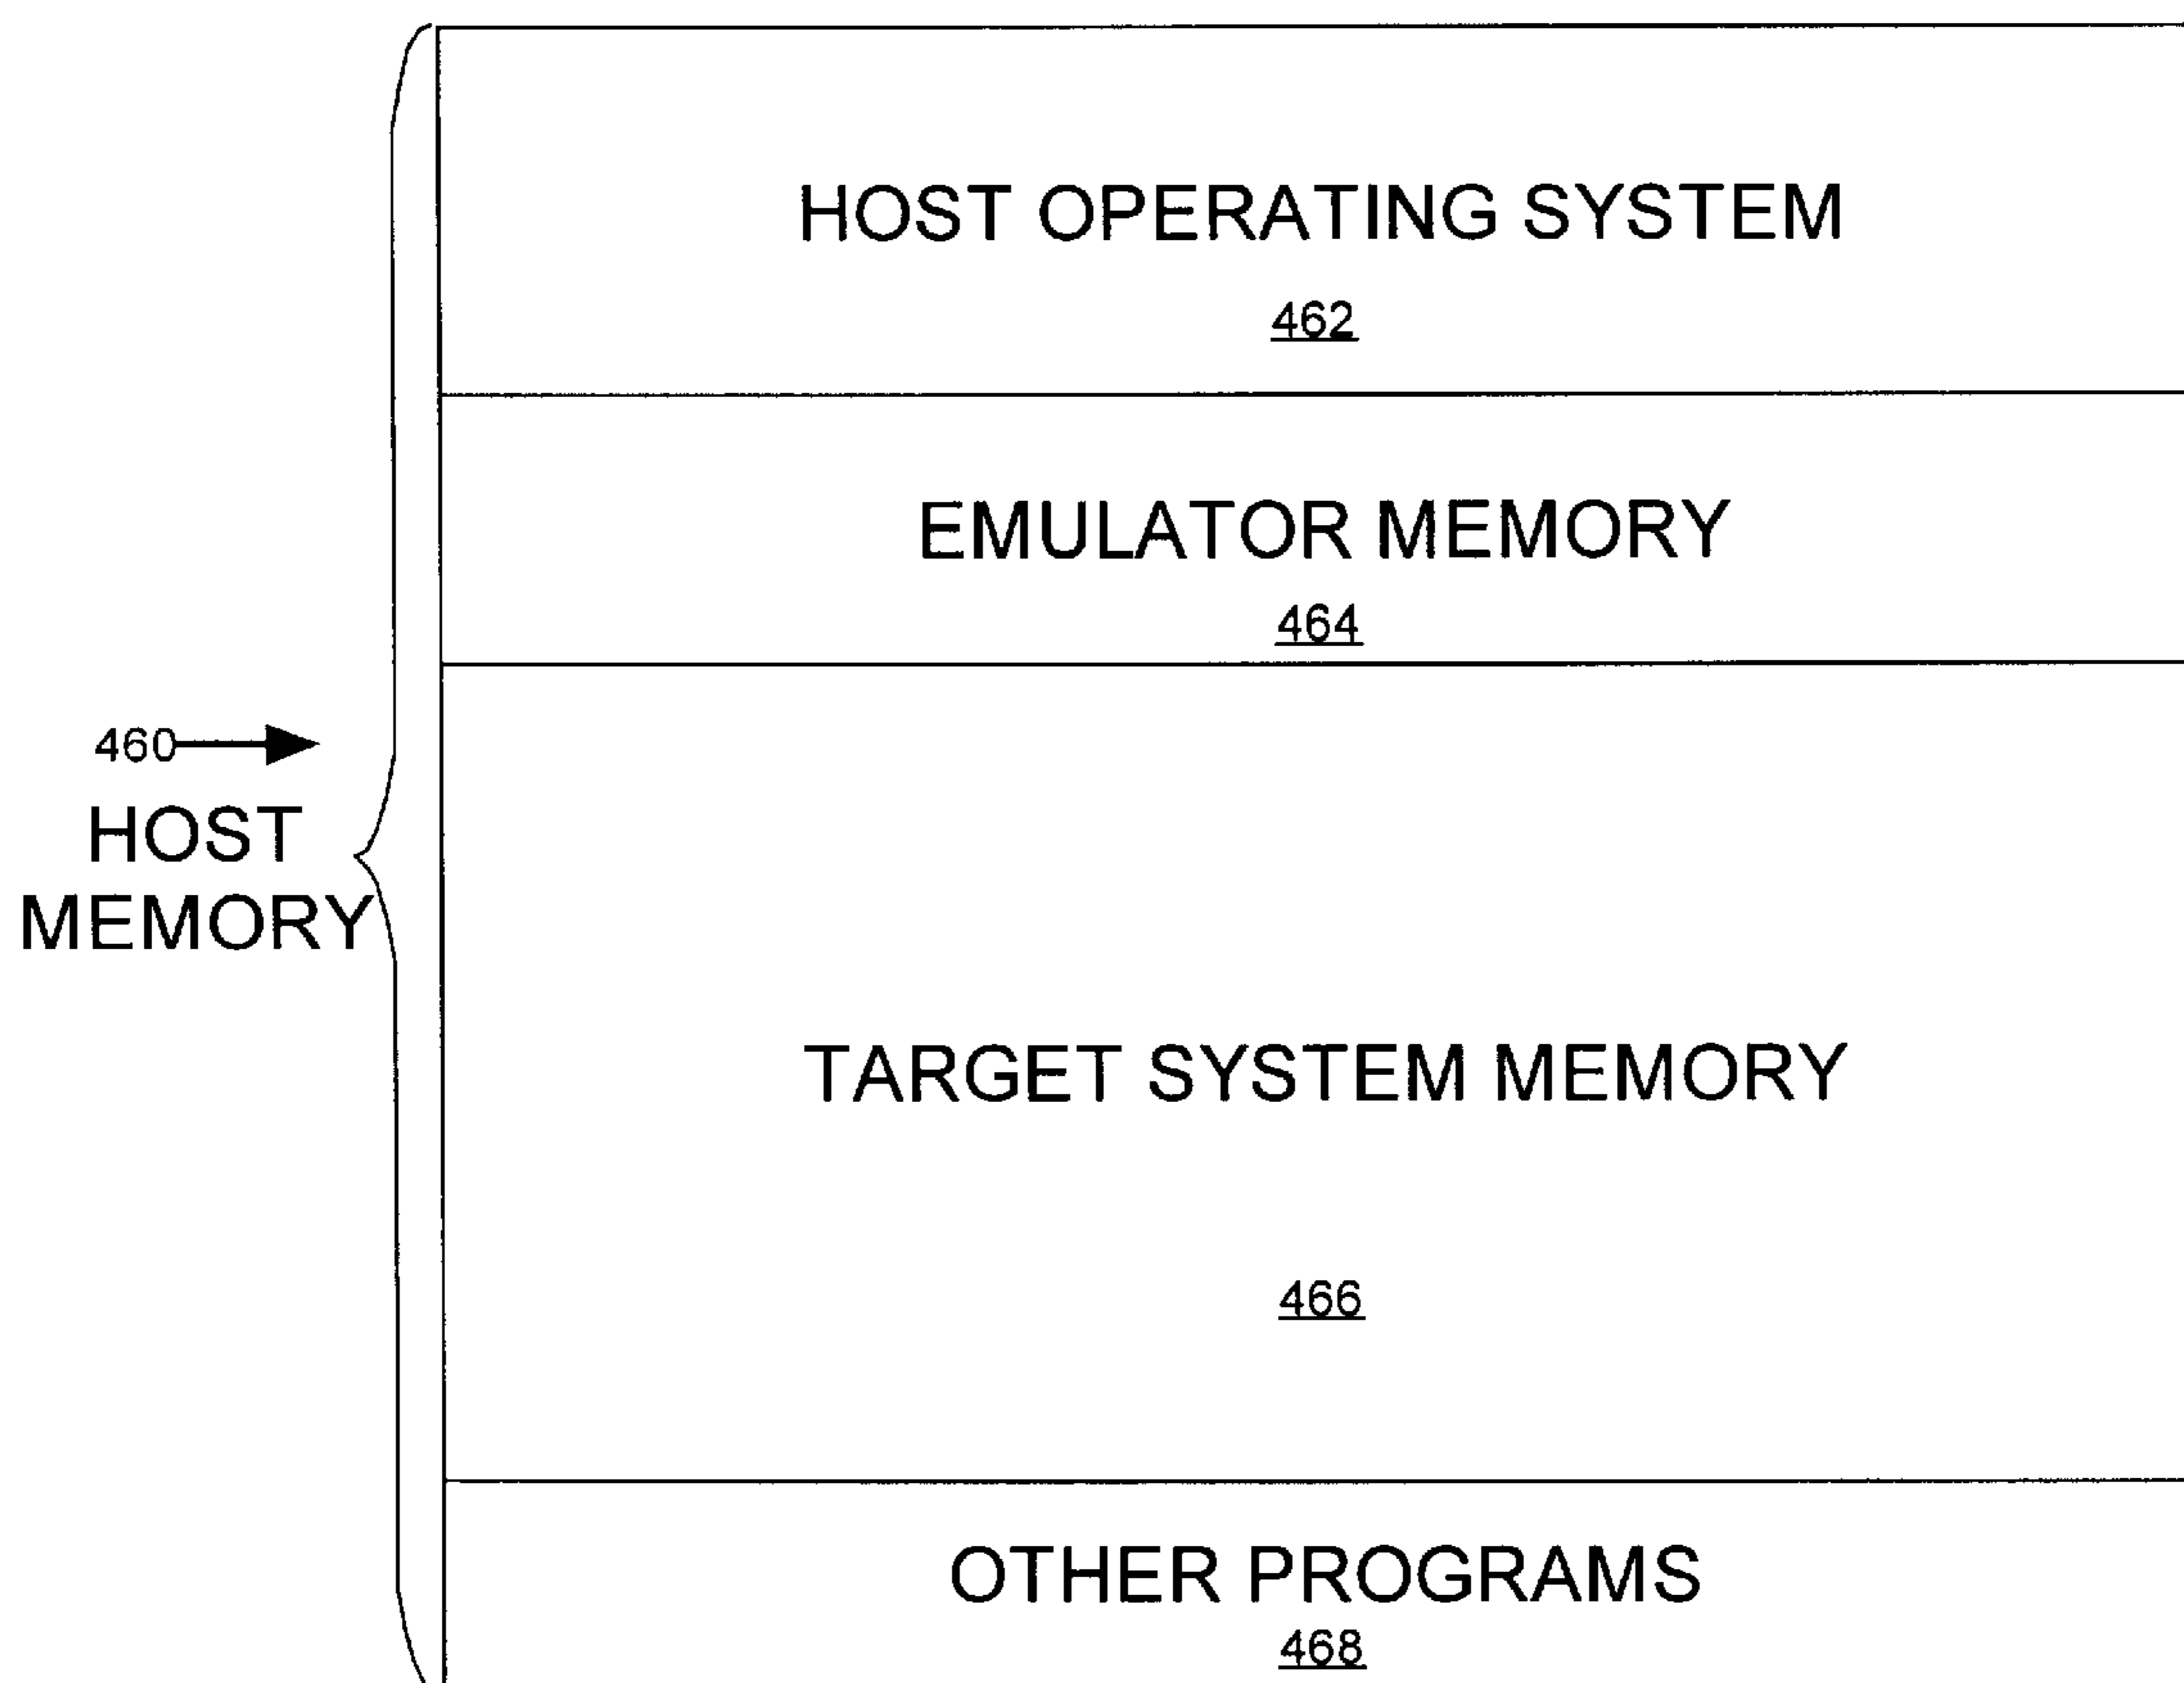 HOST OPERATING SYSTEM
462
EMULATOR MEMORY
464
460
HOST
MEMORY
TARGET SYSTEM MEMORY
466
OTHER PROGRAMS
468